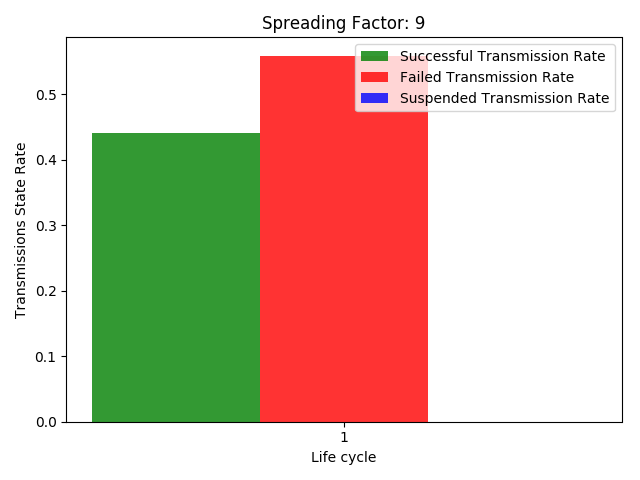 Spreading Factor: 9
Successful Transmission Rate
Failed Transmission Rate
Suspended Transmission Rate
Transmissions State Rate
0.5
0.4
0.3
0.2
0.1
0.0
1
Life cycle